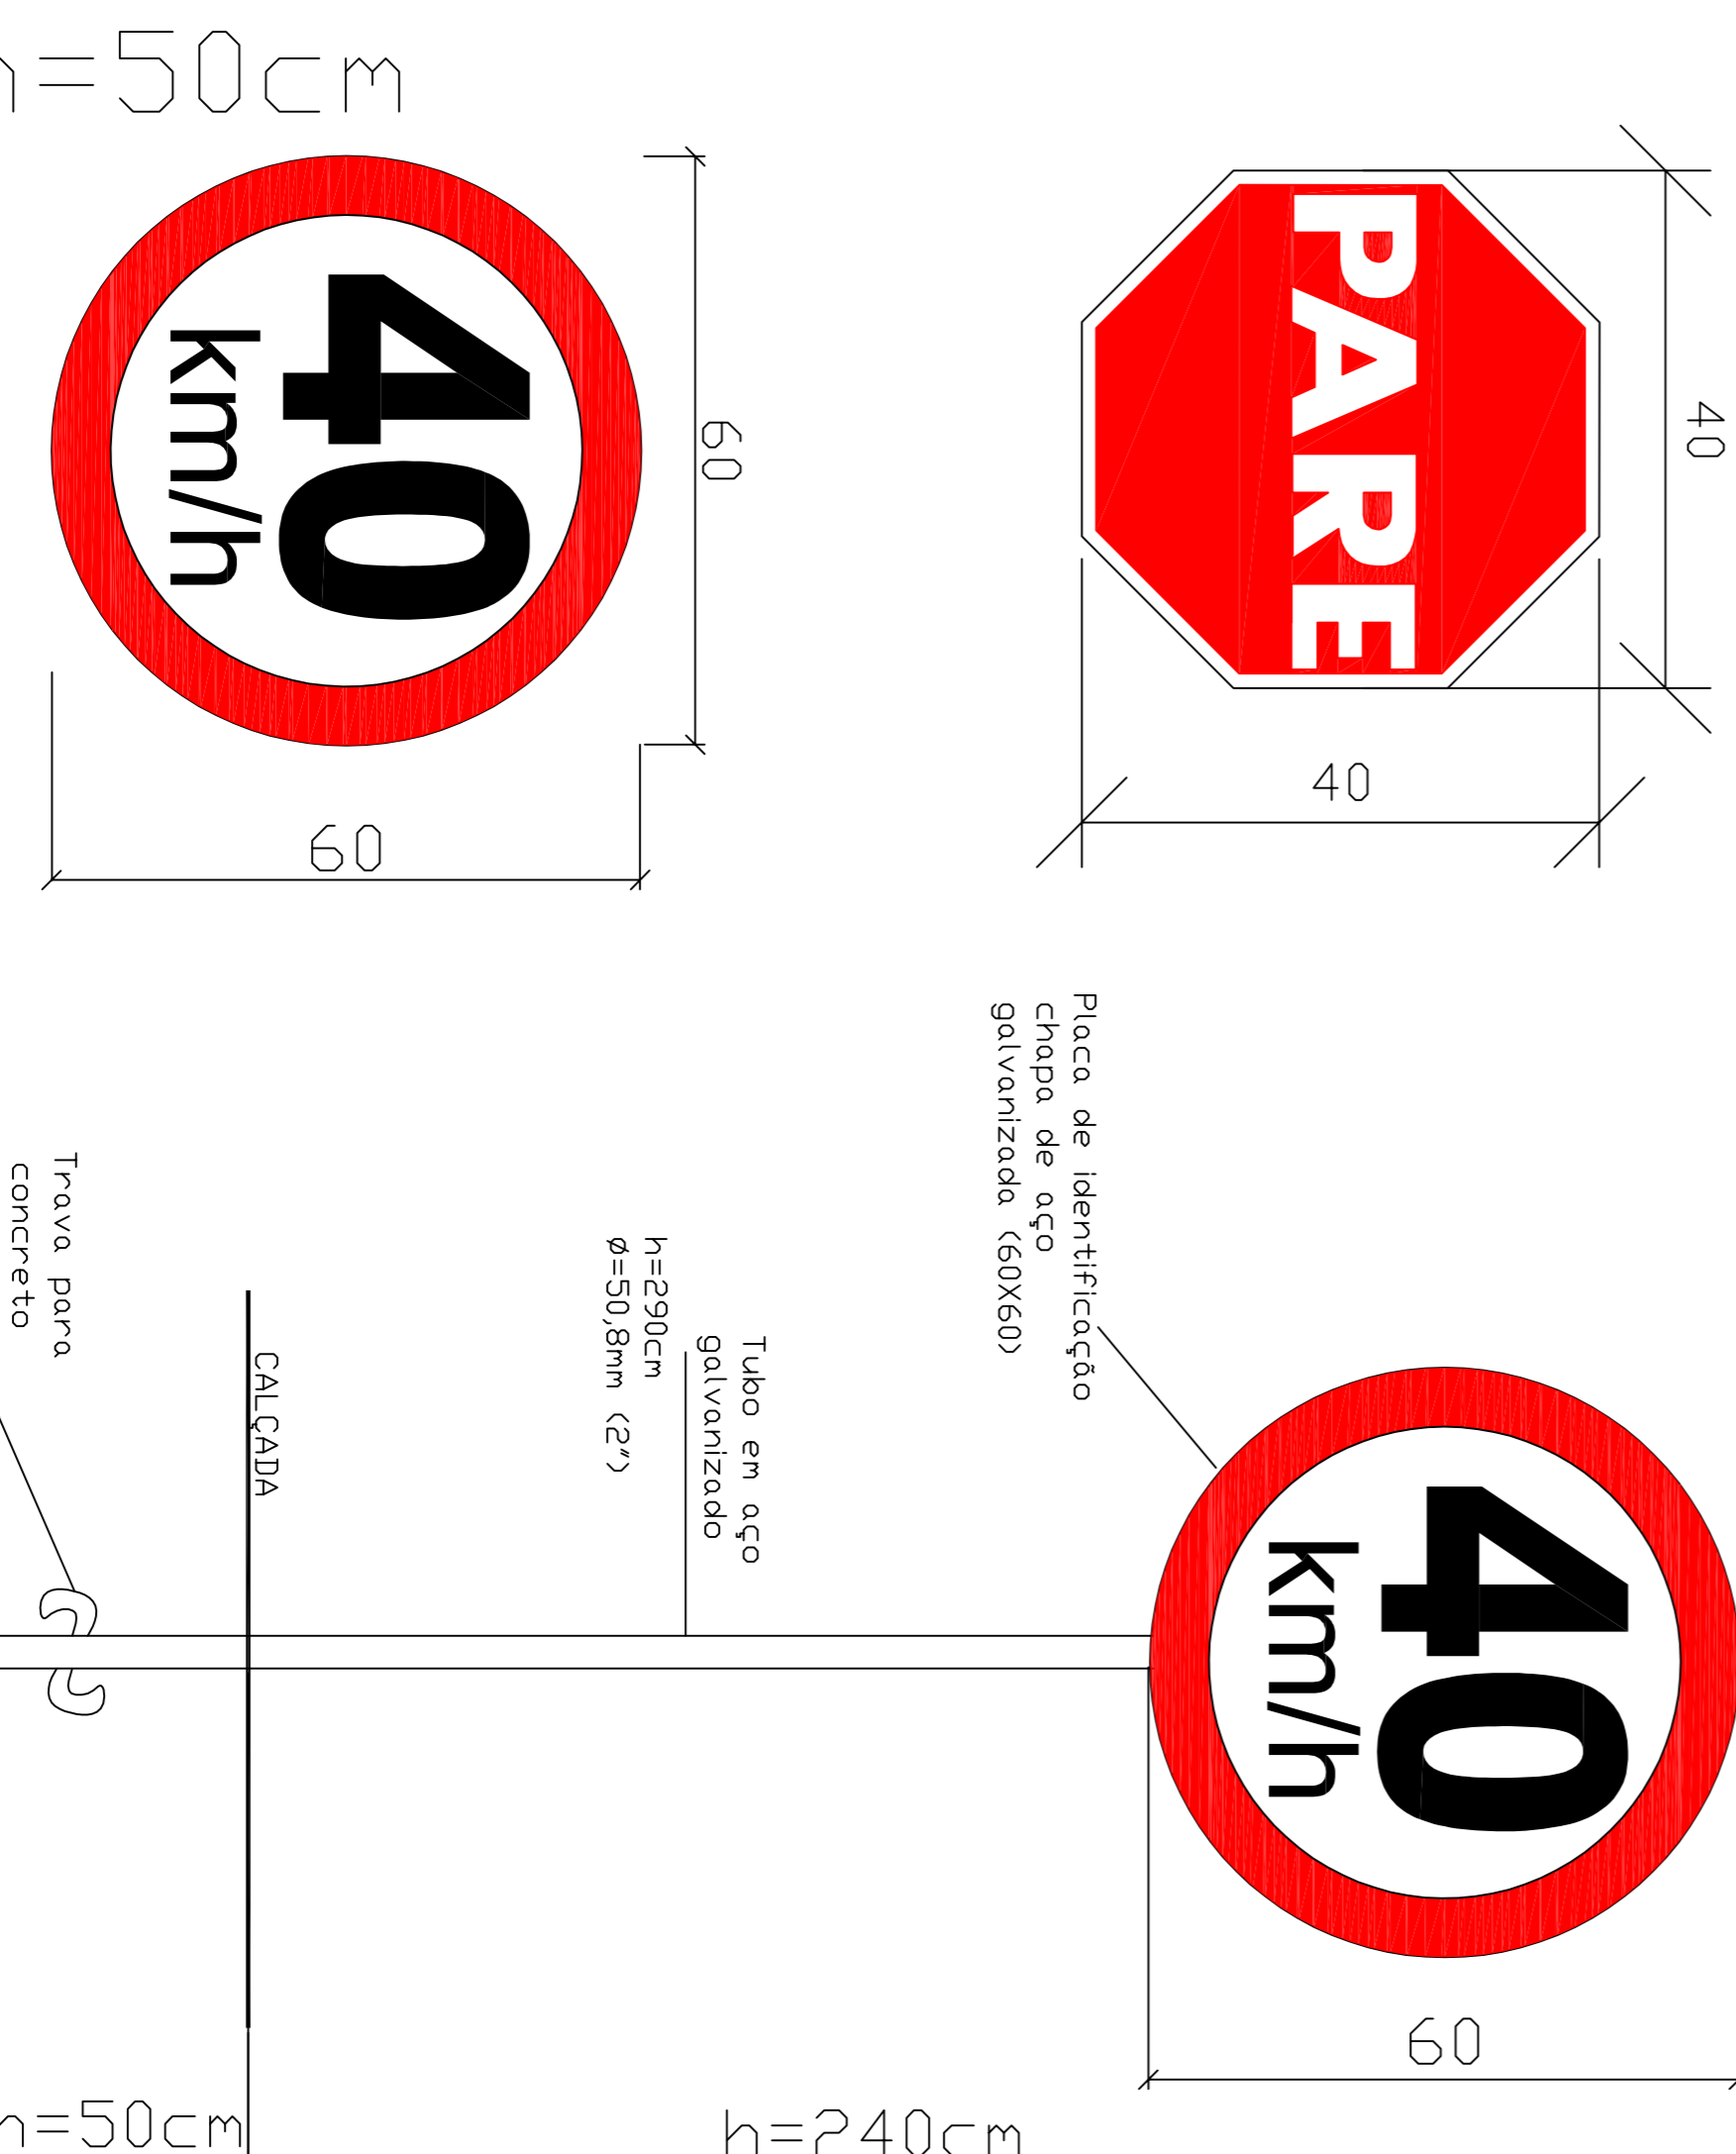 h=50cm
40
km/h
60
60
PARE
40
40
Placa de identificação
chapa de aço
galvanizada (60X60)
Tubo em aço
galvanizado
h=290cm
ø=50,8mm (2")
CALÇADA
Trava para
concreto
40
km/h
60
h=50cm
h=240cm